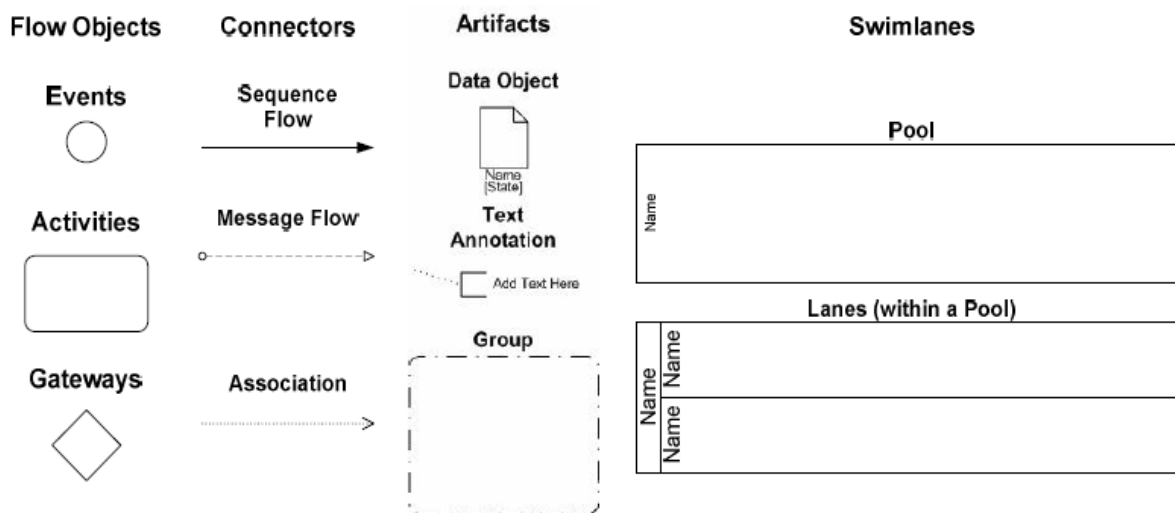 Flow Objects
Events
Activities
Gateways
Connectors
Sequence
Flow
Message Flow
Association
Artifacts
Data Object
Name
[State]
Text
Annotation
Add Text Here
Group
Swimlanes
Pool
Name
Lanes (within a Pool)
Name
Name
Name